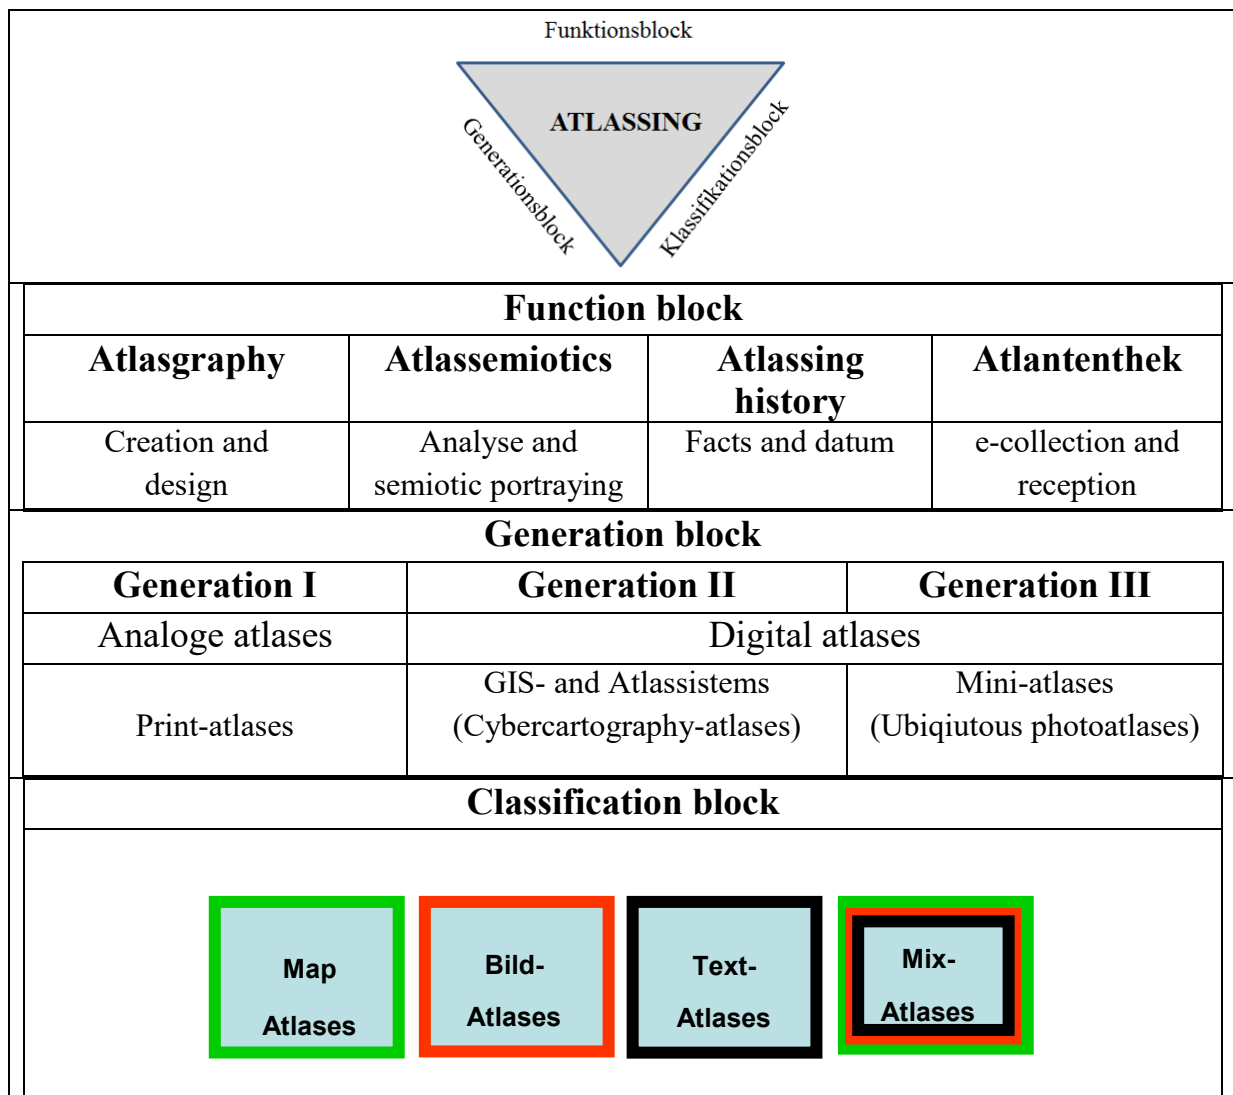 Funktionsblock
ATLASSING
Generationsblock
Klassifikationsblock
Function block
Atlasgraphy
Atlassemiotics
Atlassing
history
Atlantenthek
Creation and
design
Analyse and
semiotic portraying
Facts and datum
e-collection and
reception
Generation block
Generation I
Generation II
Generation III
Analoge atlases
Digital atlases
Print-atlases
GIS- and Atlassistems
(Cybercartography-atlases)
Mini-atlases
(Ubiqiutous photoatlases)
Classification block
Map
Atlases
Bild-
Atlases
Text-
Atlases
Mix-
Atlases